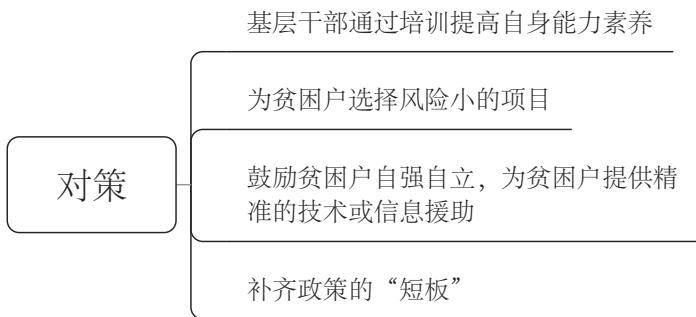 基层干部通过培训提高自身能力素养
为贫困户选择风险小的项目
对策
鼓励贫困户自强自立，为贫困户提供精
准的技术或信息援助
补齐政策的“短板”